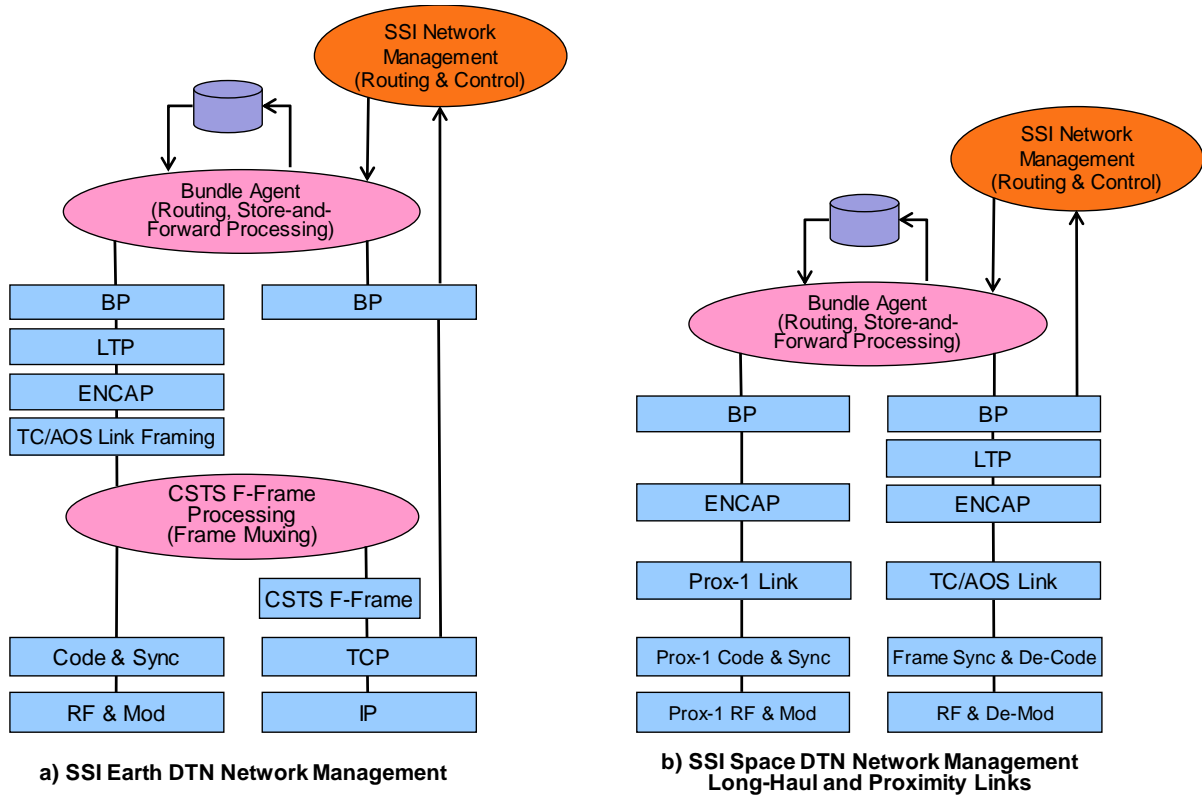 SSI Network
Management
(Routing & Control)
Bundle Agent
(Routing, Store-and-
Forward Processing)
BP
BP
LTP
ENCAP
TC/AOS Link Framing
CSTS F-Frame
Processing
(Frame Muxing)
CSTS F-Frame
Code & Sync
TCP
RF & Mod
IP
a) SSI Earth DTN Network Management
SSI Network
Management
(Routing & Control)
Bundle Agent
(Routing, Store-and-
Forward Processing)
BP
BP
LTP
ENCAP
ENCAP
Prox-1 Link
TC/AOS Link
Prox-1 Code & Sync
Frame Sync & De-Code
Prox-1 RF & Mod
RF & De-Mod
b) SSI Space DTN Network Management
Long-Haul and Proximity Links